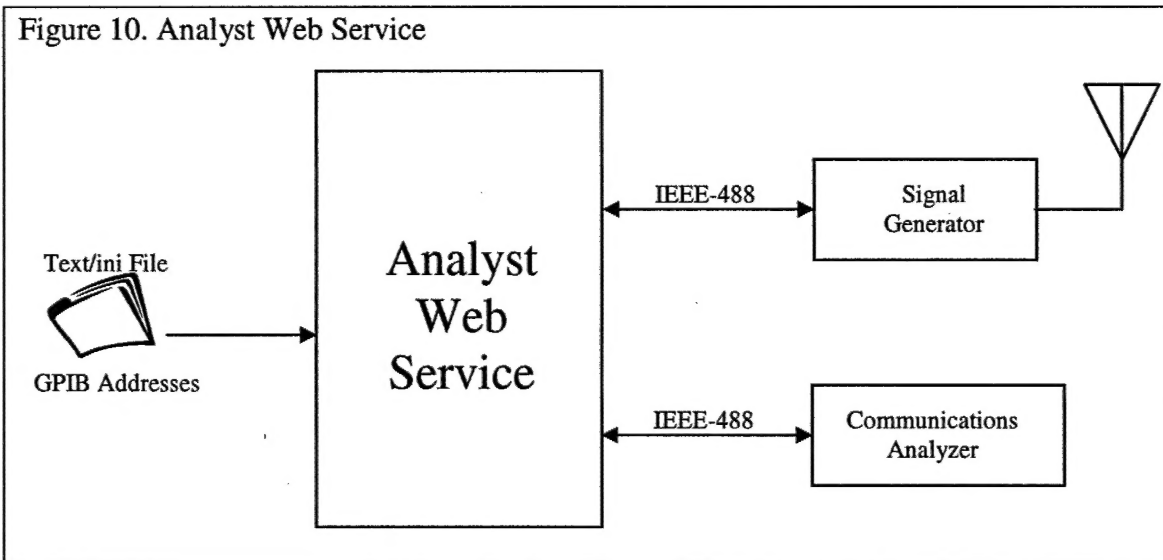 Figure 10. Analyst Web Service
Text/ini File
GPIB Addresses
Analyst
Web
Service
IEEE-488
Signal
Generator
IEEE-488
Communications
Analyzer